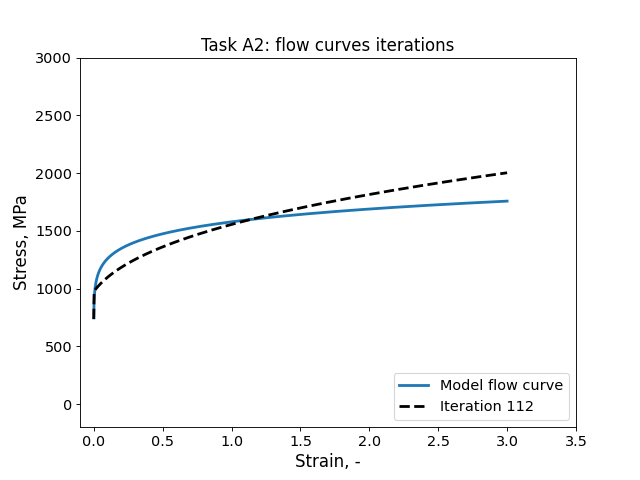 Task A2: flow curves iterations
3000
2500
2000
1500
1000
500
0
Stress, MPa
Model flow curve
Iteration 112
0.0 0.5 1.0 1.5 2.0 2.5 3.0 3.5
Strain, -